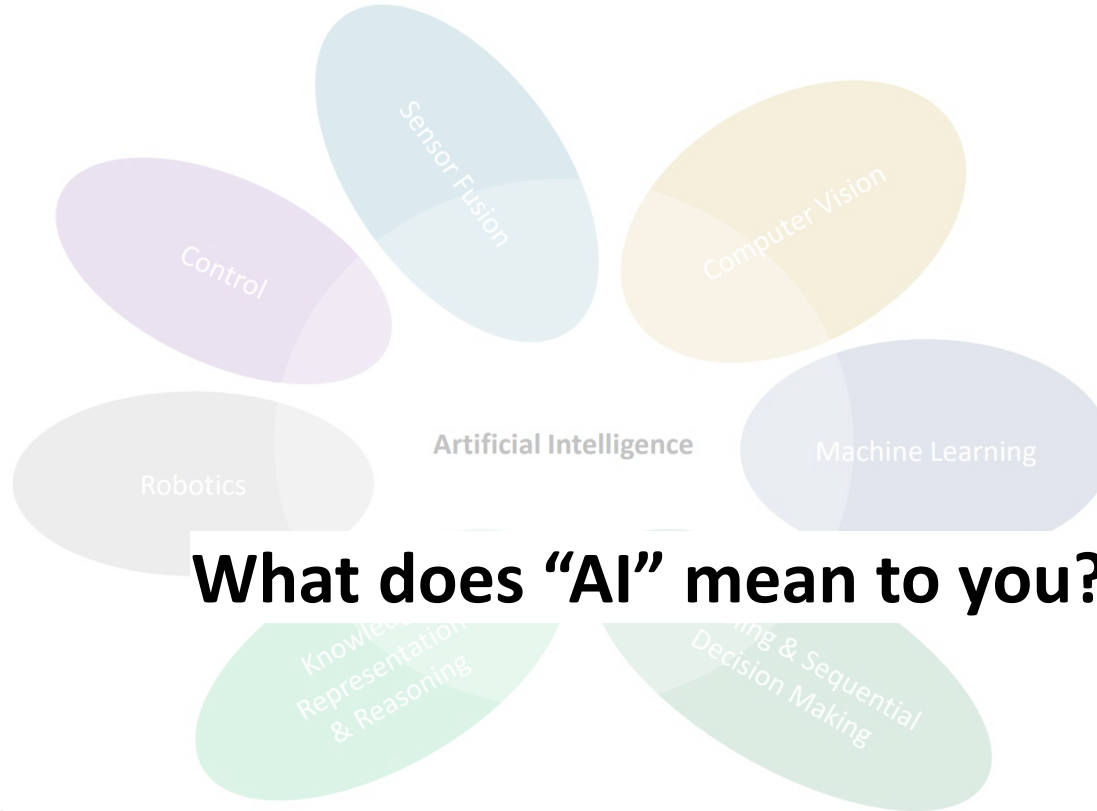 Sensor Fusion
Computer Vision
Control
Artificial Intelligence
Machine Learning
Robotics
What does “AI” mean to you?
Representation
& Reasoning
& Sequential
Decision Making